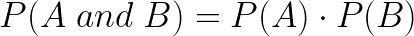 P(A and B) = P(A) · P(B)